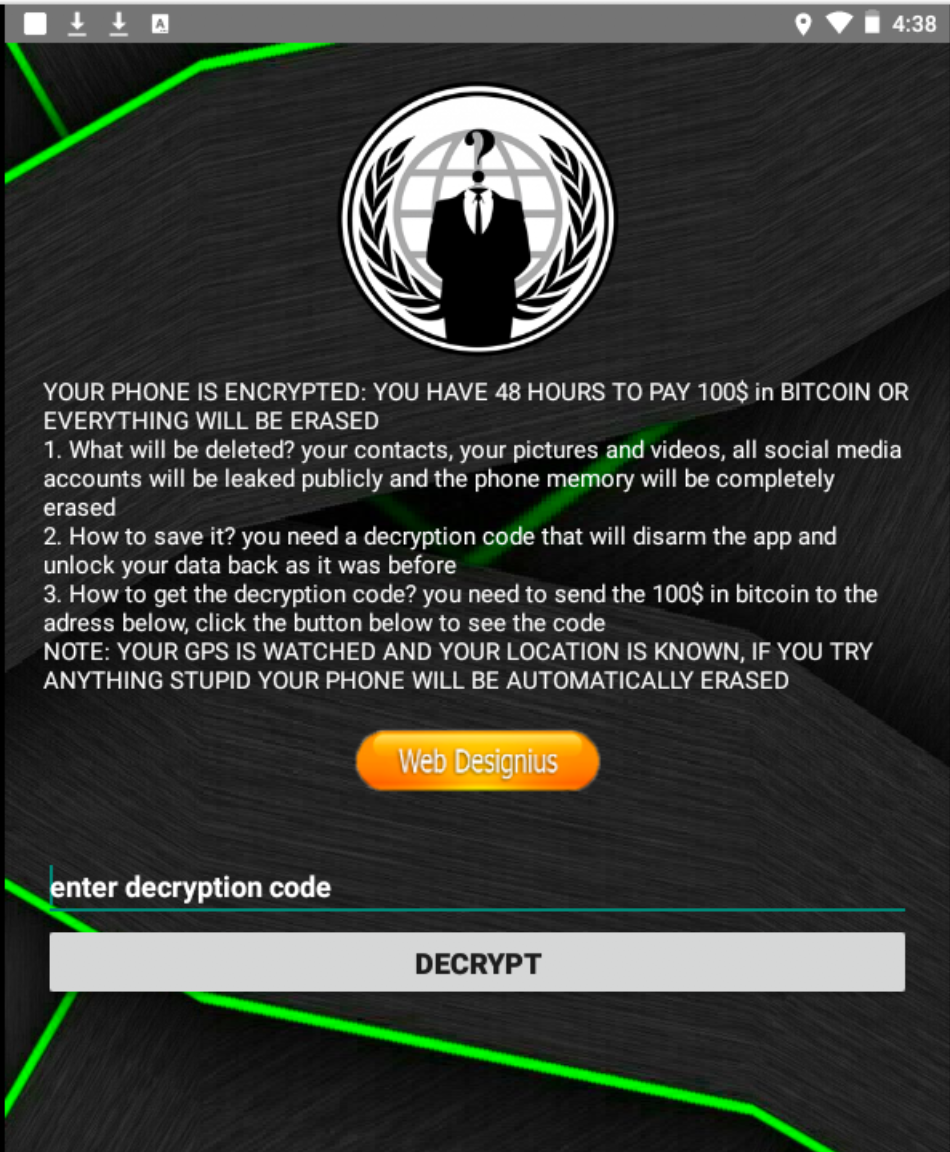 4:38
YOUR PHONE IS ENCRYPTED: YOU HAVE 48 HOURS TO PAY 100$ in BITCOIN OR
EVERYTHING WILL BE ERASED
1. What will be deleted? your contacts, your pictures and videos, all social media
accounts will be leaked publicly and the phone memory will be completely
erased
2. How to save it? you need a decryption code that will disarm the app and
unlock your data back as it was before
3. How to get the decryption code? you need to send the 100$ in bitcoin to the
adress below, click the button below to see the code
NOTE: YOUR GPS IS WATCHED AND YOUR LOCATION IS KNOWN, IF YOU TRY
ANYTHING STUPID YOUR PHONE WILL BE AUTOMATICALLY ERASED
Web Designius
enter decryption code
DECRYPT